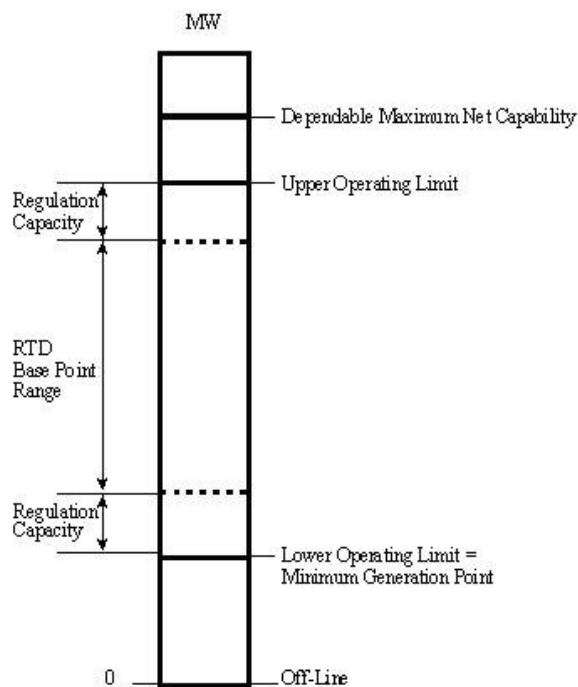 MW
Dependable Maximum Net Capability
Upper Operating Limit
Regulation
Capacity
RTD
Base Point
Range
Regulation
Capacity
Lower Operating Limit =
Minimum Generation Point
0
Off-Line